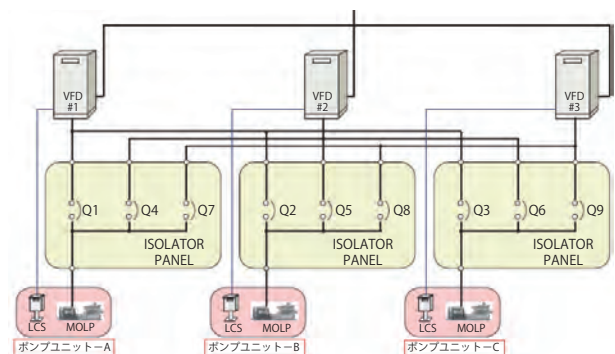 VFD
#1
VFD
#2
VFD
#3
Q1
Q4
Q7
Q2
Q5
Q8
Q3
Q6
Q9
ISOLATOR
PANEL
ISOLATOR
PANEL
ISOLATOR
PANEL
LCS
MOLP
LCS
MOLP
LCS
MOLP
ポンプユニットーA
ポンプユニットーB
ポンプユニットーC